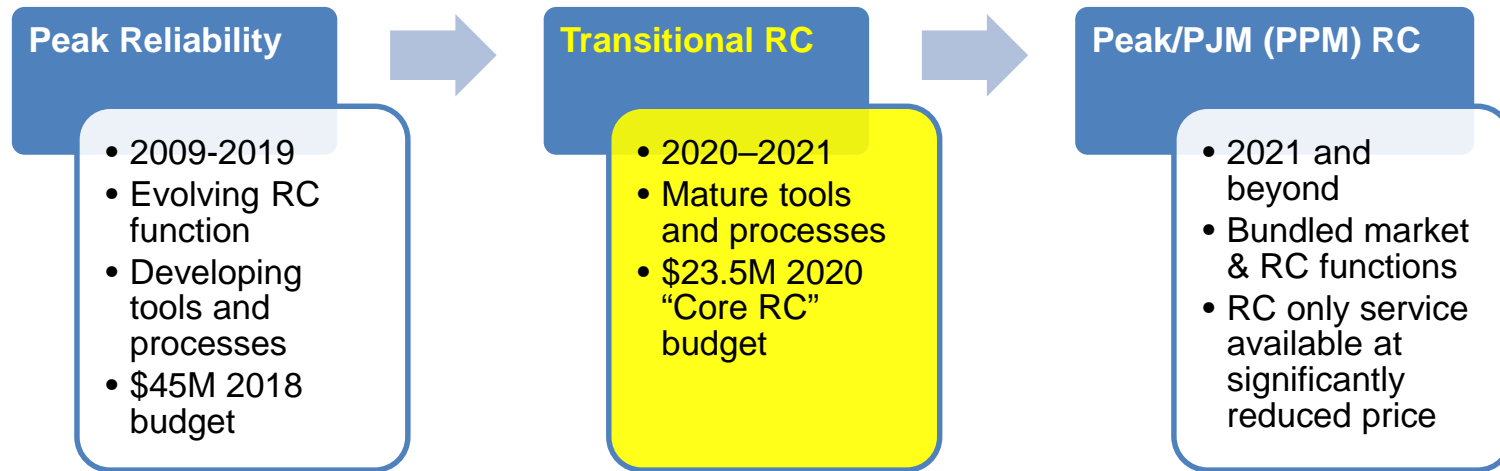 Peak Reliability
• 2009-2019
• Evolving RC
function
• Developing
tools and
processes
• $45M 2018
budget
Transitional RC
• 2020–2021
• Mature tools
and processes
• $23.5M 2020
“Core RC”
budget
Peak/PJM (PPM) RC
• 2021 and
beyond
• Bundled market
& RC functions
• RC only service
available at
significantly
reduced price